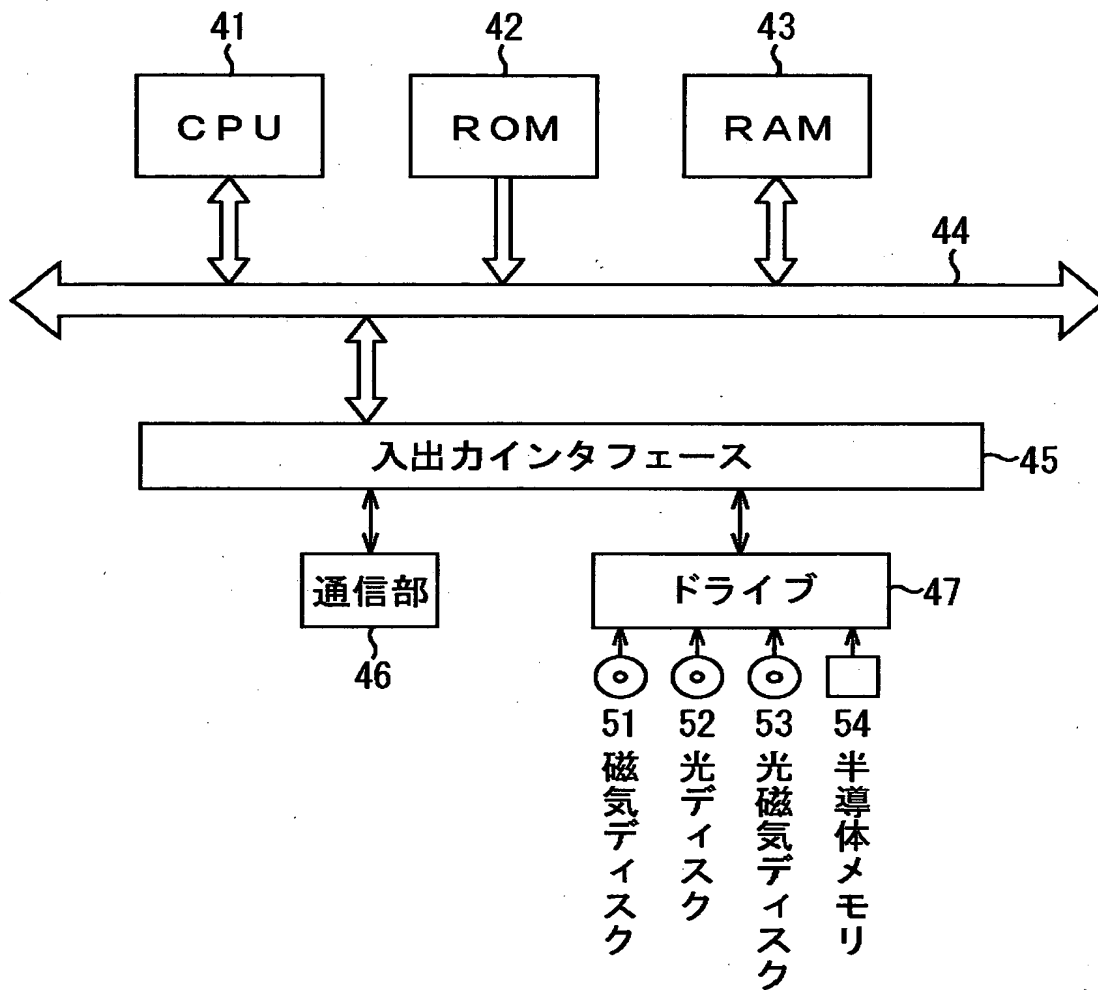 41
42
43
CPU
ROM
RAM
44
入出力インタフェース
45
通信部
ドライブ
47
46
51
52
53
54
磁気ディスク
光ディスク
光磁気ディスク
半導体メモリ